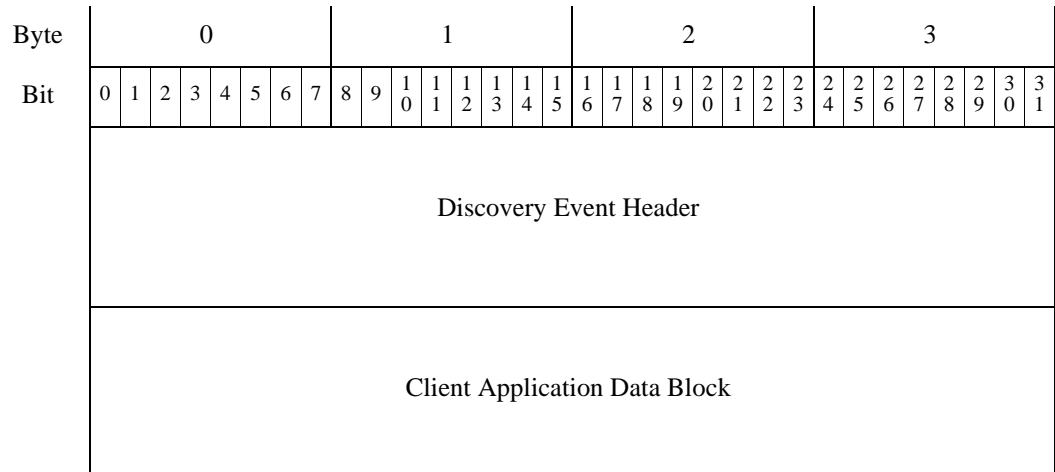 Byte 0 1 2 3
Bit 0 1 2 3 4 5 6 7 8 9 10 11 12 13 14 15 16 17 18 19 20 21 22 23 24 25 26 27 28 29 30 31
Discovery Event Header
Client Application Data Block